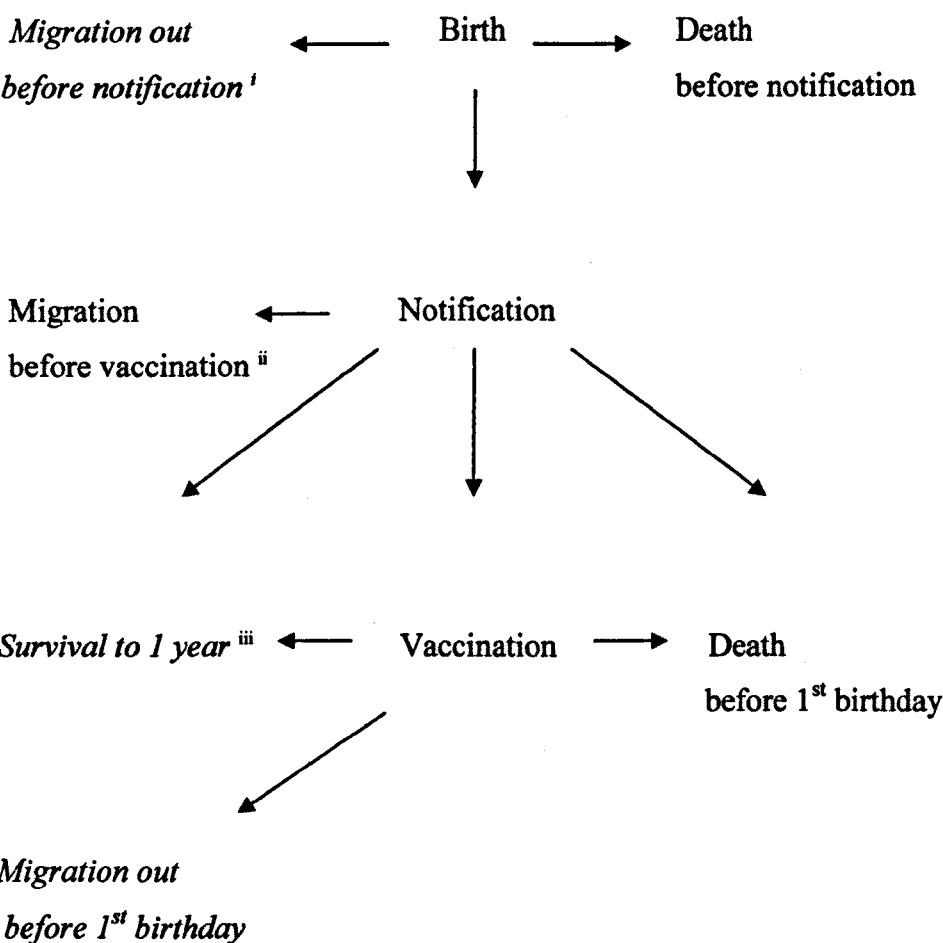 Migration out
before notification i
Birth
Death
before notification
Migration
before vaccination ii
Notification
Survival to 1 year iii
Vaccination
Death
before 1st birthday
Migration out
before 1st birthday